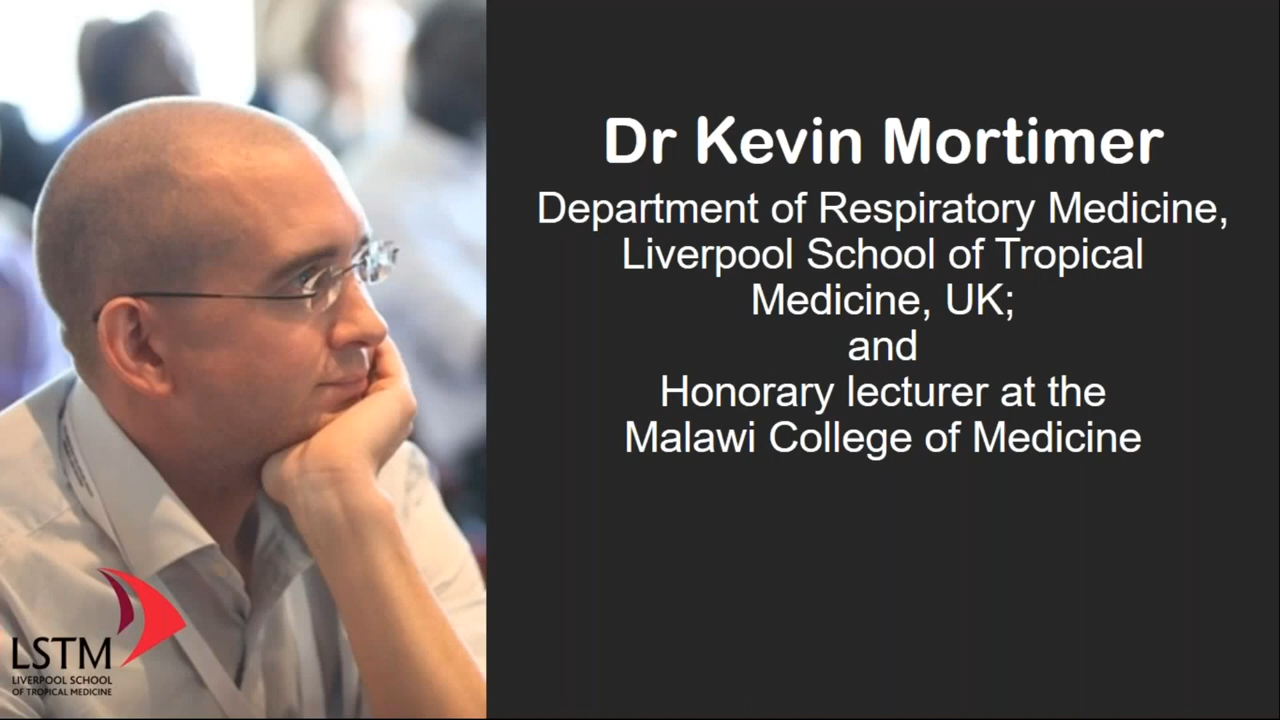 Dr Kevin Mortimer
Department of Respiratory Medicine,
Liverpool School of Tropical
Medicine, UK;
and
Honorary lecturer at the
Malawi College of Medicine
LSTM
LIVERPOOL SCHOOL
OF TROPICAL MEDICINE